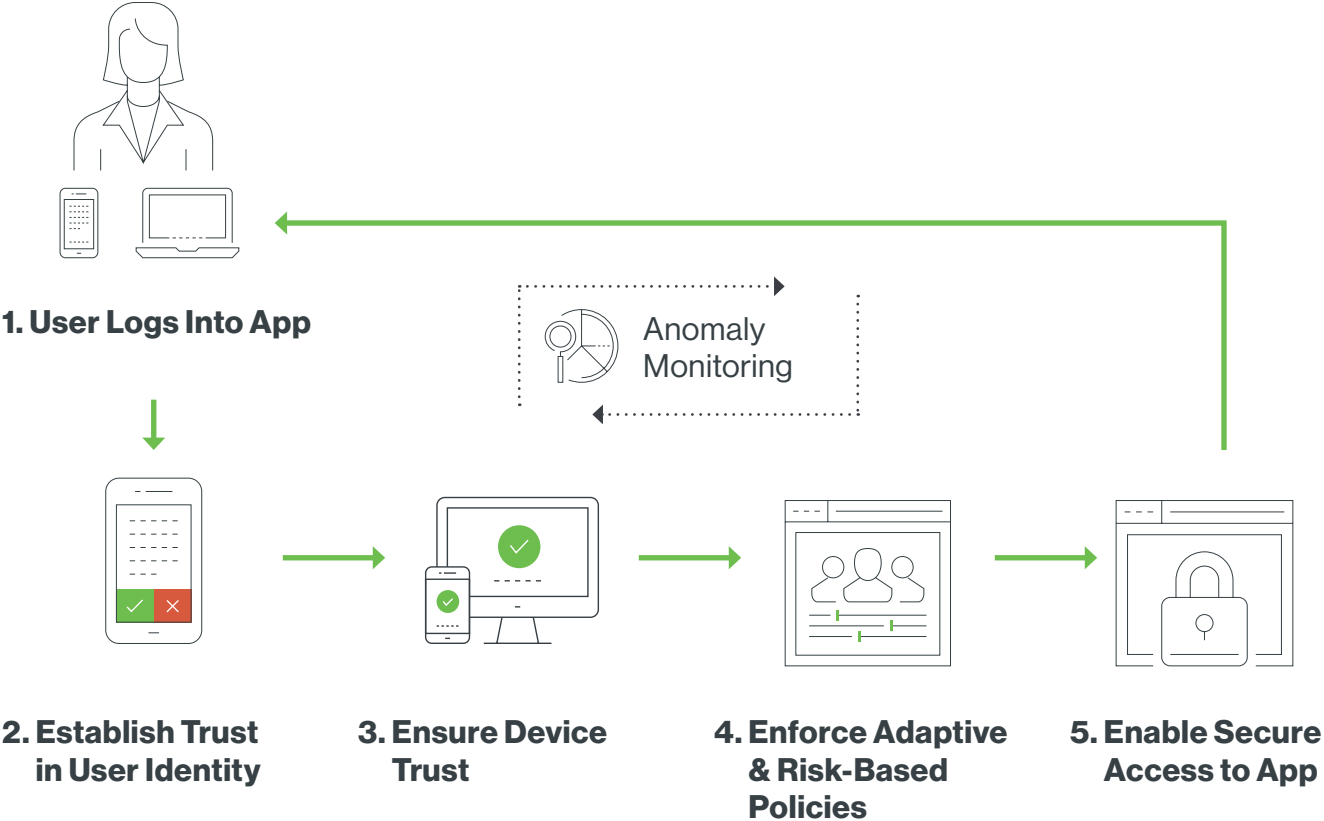 1. User Logs Into App
Anomaly
Monitoring
2. Establish Trust
in User Identity
3. Ensure Device
Trust
4. Enforce Adaptive
& Risk-Based
Policies
5. Enable Secure
Access to App